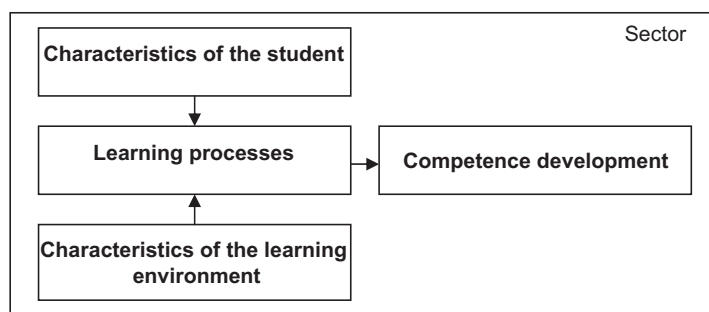 Sector
Characteristics of the student
Learning processes
Competence development
Characteristics of the learning
environment